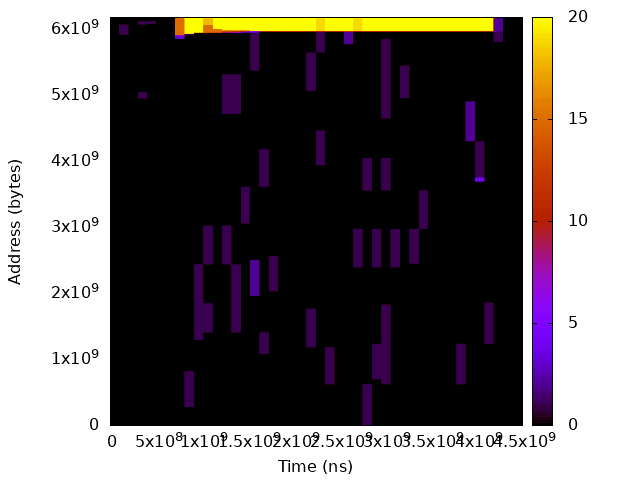 6x10^9
5x10^9
4x10^9
3x10^9
2x10^9
1x10^9
0
Address (bytes)
0 5x10^8 1x10^9 1.5x10^9 2x10^9 2.5x10^9 3x10^9 3.5x10^9 4x10^9 4.5x10^9
Time (ns)
20
15
10
5
0